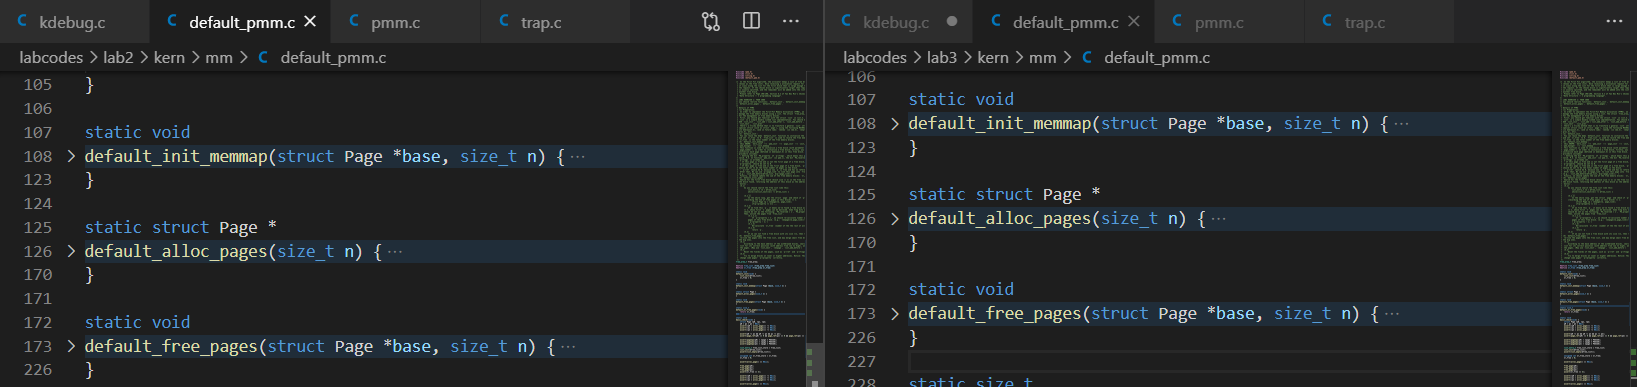 C kdebug.c C default_pmm.c × C pmm.c C trap.c ···
labcodes > lab2 > kern > mm > C default_pmm.c
105 }
106
107 static void
108 > default_init_memmap(struct Page *base, size_t n) { ···
123 }
124
125 static struct Page *
126 > default_alloc_pages(size_t n) { ···
170 }
171
172 static void
173 > default_free_pages(struct Page *base, size_t n) { ···
226 }
C kdebug.c ● C default_pmm.c × C pmm.c C trap.c ···
labcodes > lab3 > kern > mm > C default_pmm.c
106
107 static void
108 > default_init_memmap(struct Page *base, size_t n) { ···
123 }
124
125 static struct Page *
126 > default_alloc_pages(size_t n) { ···
170 }
171
172 static void
173 > default_free_pages(struct Page *base, size_t n) { ···
226 }
227
228 static size_t